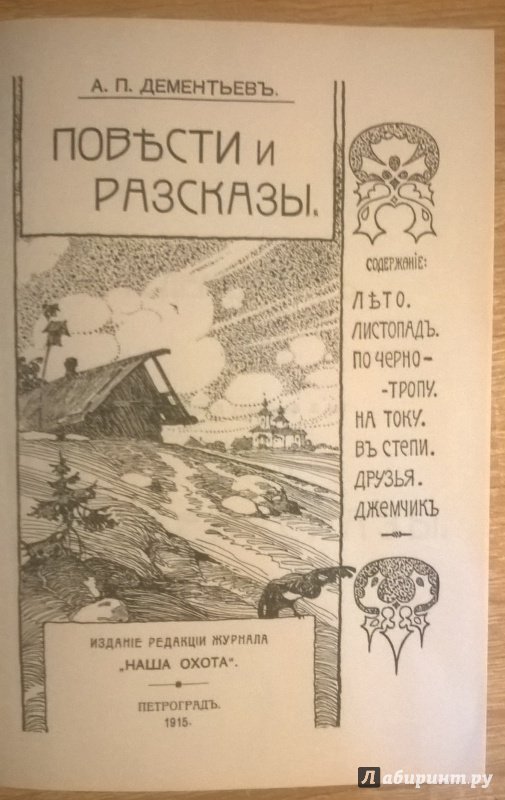 А. П. ДЕМЕНТЬЕВЪ.
ПОВѢСТИ И
РАЗСКАЗЫ.
СОДЕРЖАНІЕ:
ЛѢТО.
ЛИСТОПАДЪ.
ПО ЧЕРНО-
-ТРОПУ.
НА ТОКУ.
ВЪ СТЕПИ.
ДРУЗЬЯ.
ДЖЕМЧИКЪ
ИЗДАНІЕ РЕДАКЦІИ ЖУРНАЛА
„НАША ОХОТА“.
ПЕТРОГРАДЪ.
1915.
Лабиринт.ру